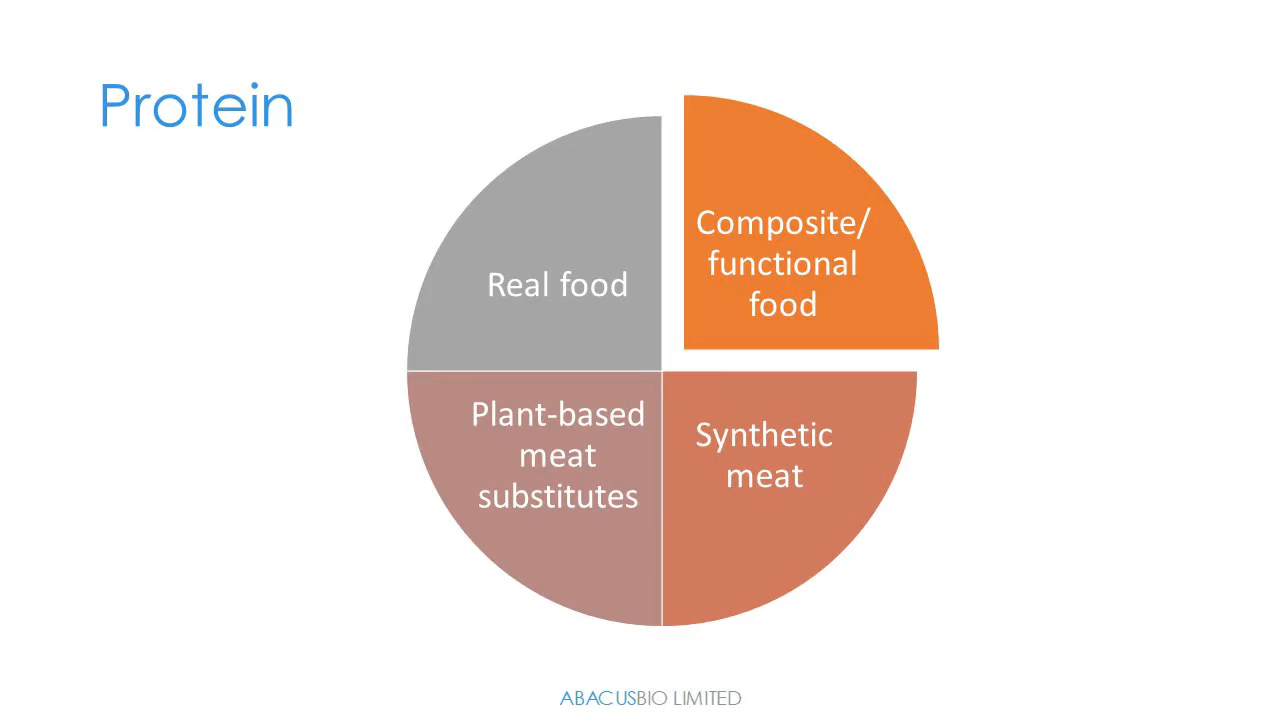 Protein
Composite/
functional
food
Real food
Plant-based
meat
substitutes
Synthetic
meat
ABACUSBIO LIMITED